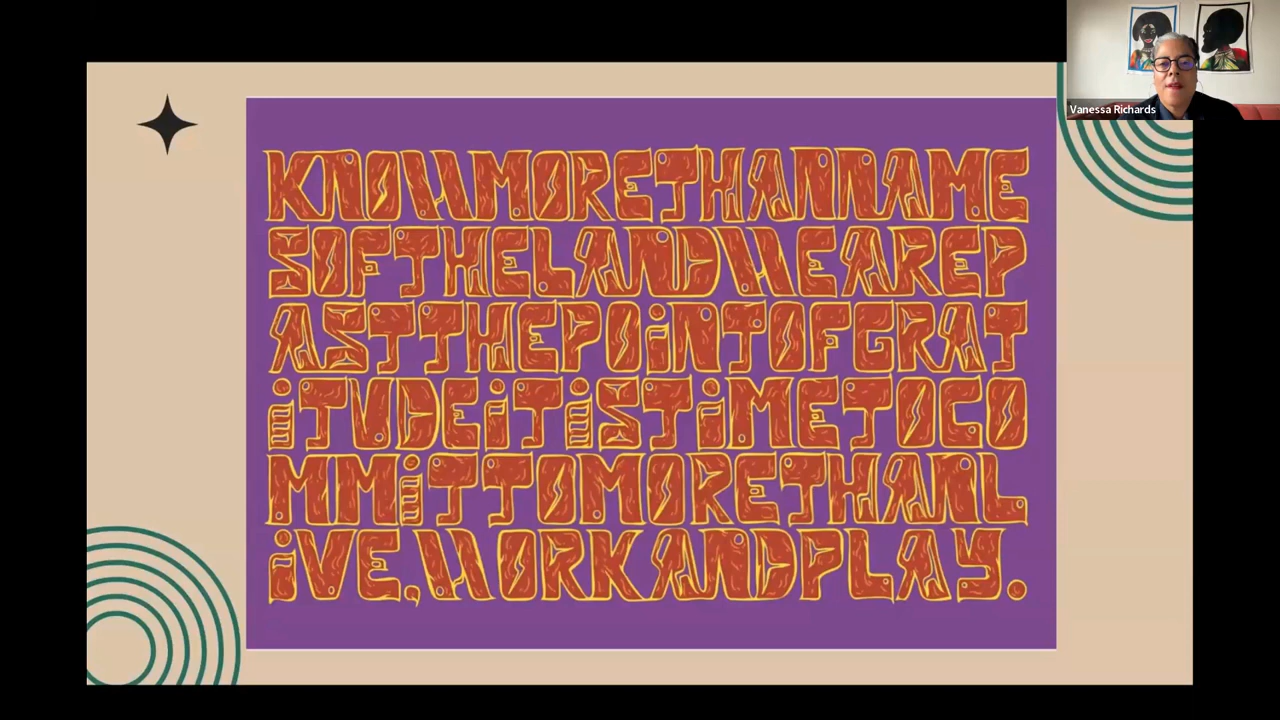 KNOWMORETHANNAME
SOFTHELANDWEAREP
ASTTHEPOiNTOFGRAT
iTUDEiTiSTiMETOCO
MMiTTOMORETHANL
iVE,WORKANDPLAY.
Vanessa Richards